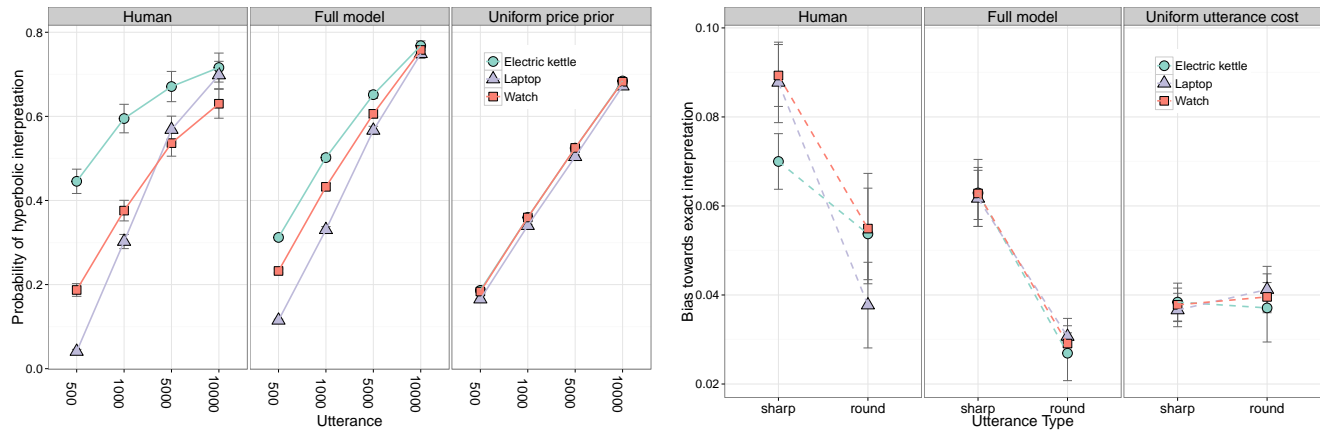 Human Full model Uniform price prior
Probability of hyperbolic interpretation
0.8
0.6
0.4
0.2
0.0
Electric kettle
Laptop
Watch
500 1000 5000 10000 500 1000 5000 10000 500 1000 5000 10000
Utterance
Human Full model Uniform utterance cost
Bias towards exact interpretation
0.10
0.08
0.06
0.04
0.02
Electric kettle
Laptop
Watch
sharp round sharp round sharp round
Utterance Type